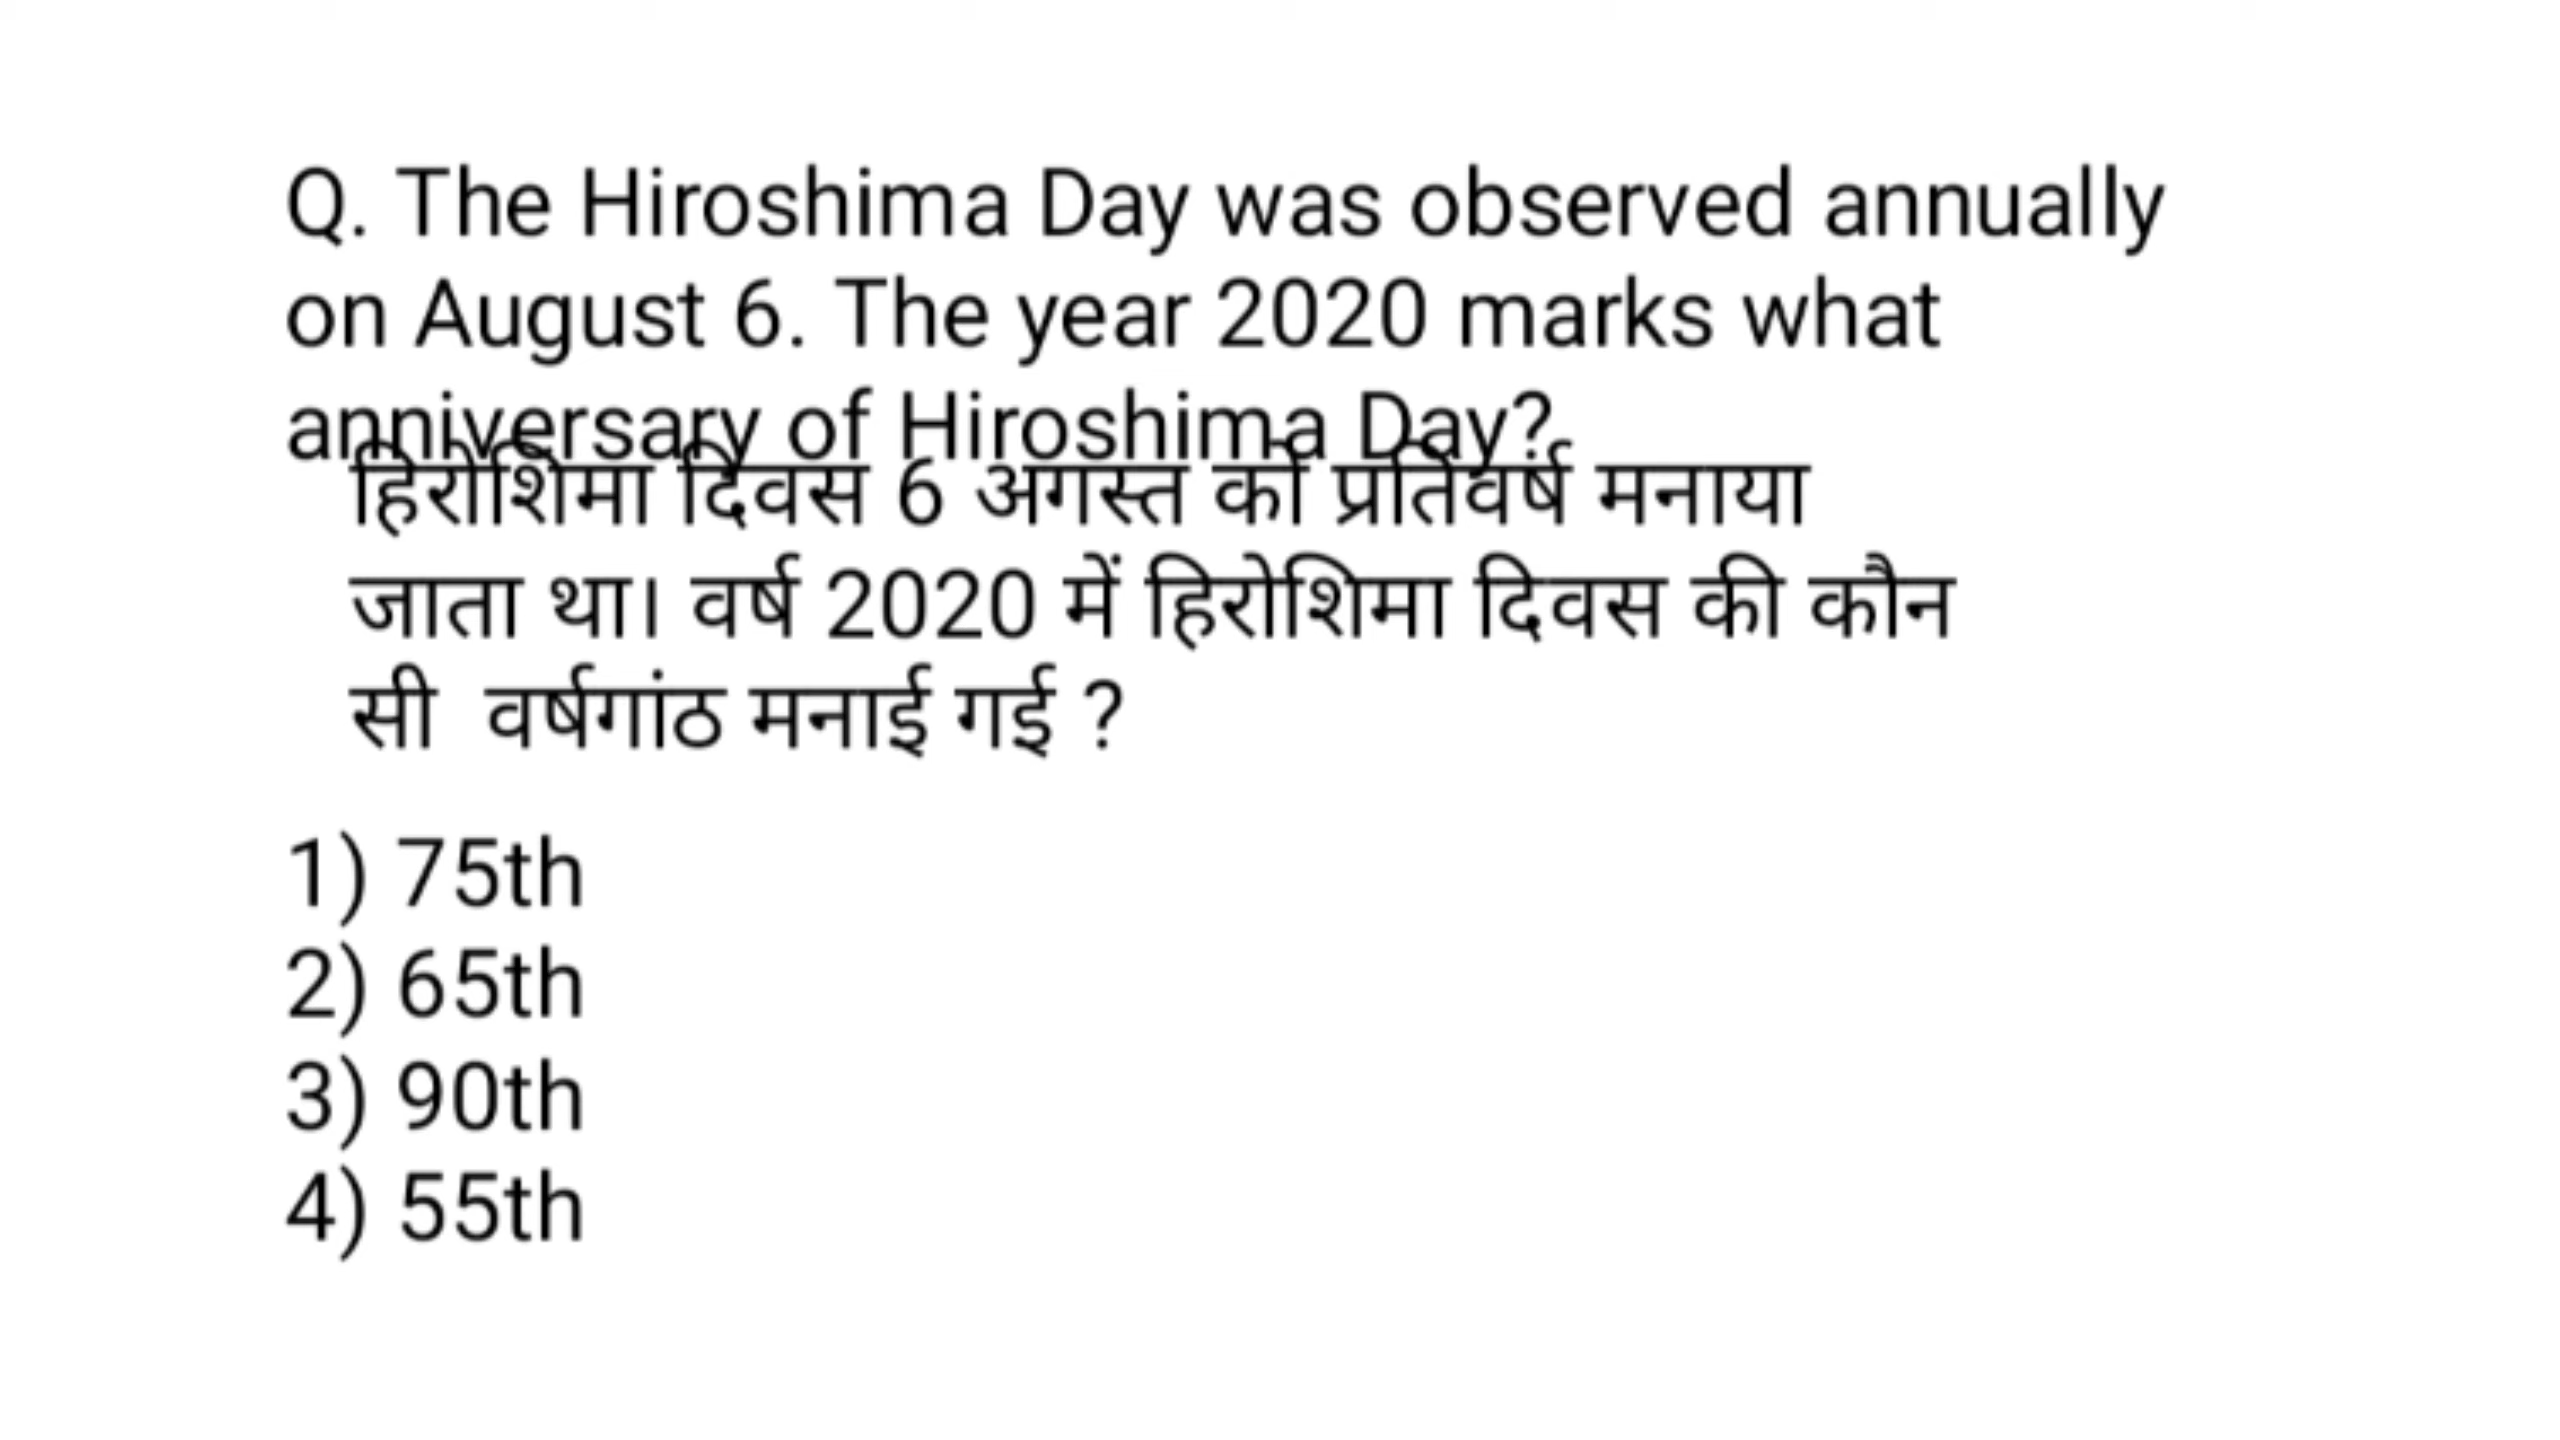 Q. The Hiroshima Day was observed annually
on August 6. The year 2020 marks what
anniversary of Hiroshima Day?
हिरोशिमा दिवस 6 अगस्त को प्रतिवर्ष मनाया
जाता था। वर्ष 2020 में हिरोशिमा दिवस की कौन
सी वर्षगांठ मनाई गई ?
1) 75th
2) 65th
3) 90th
4) 55th